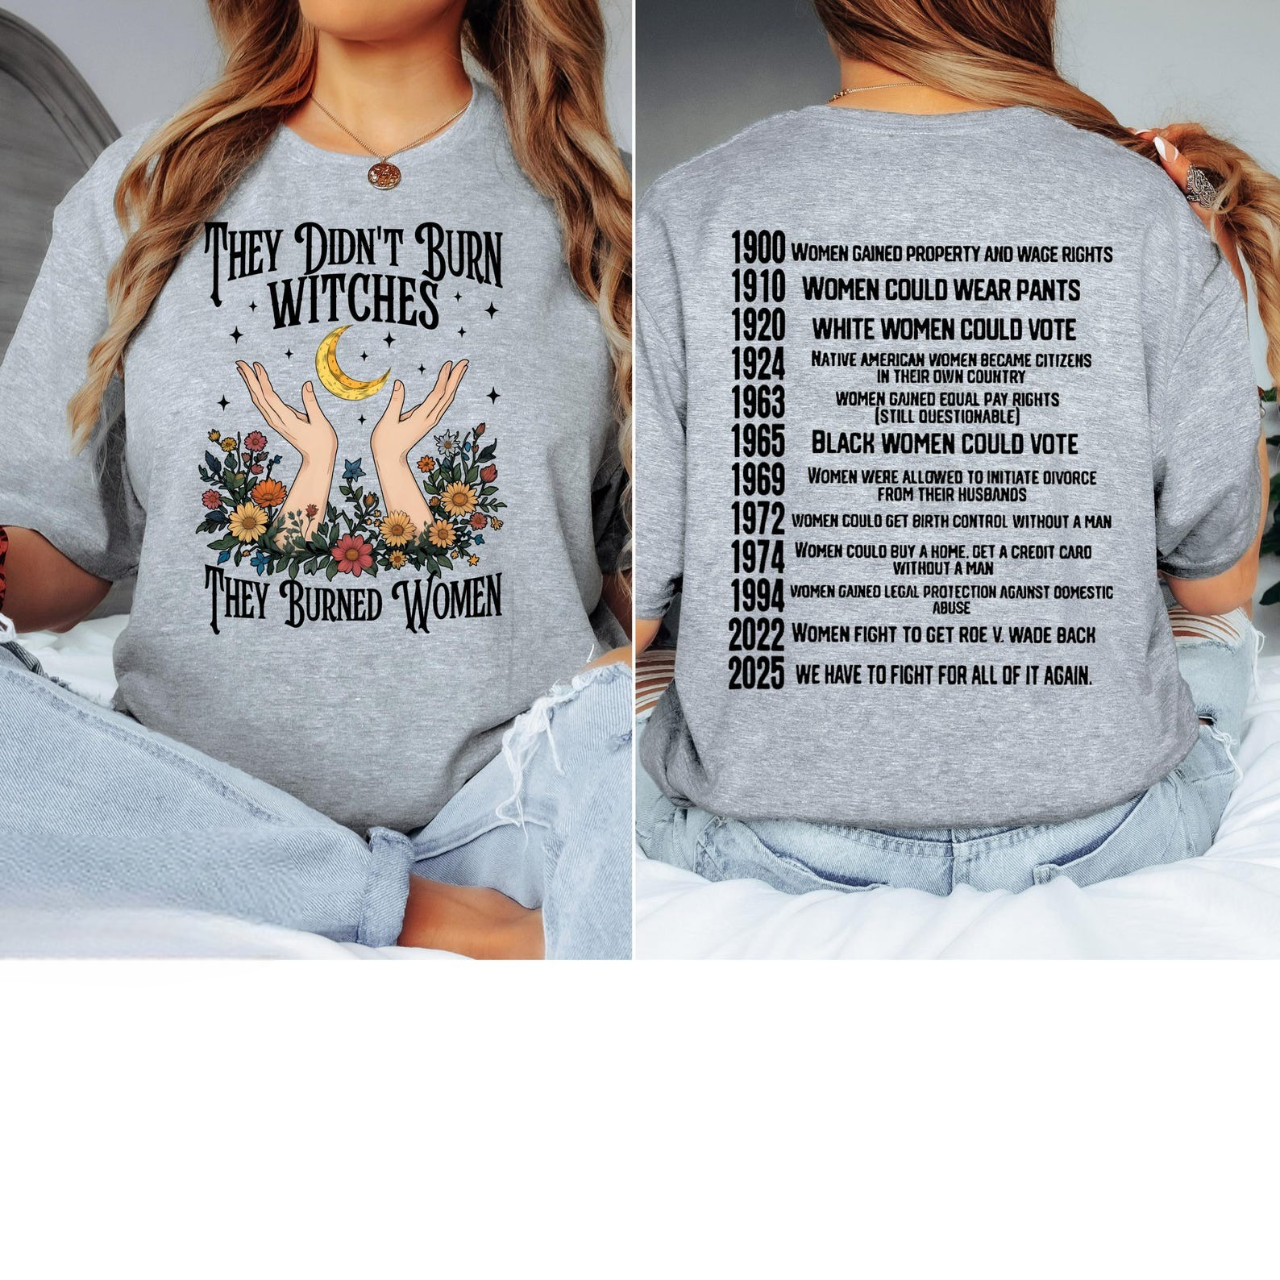 They Didn't Burn
WITCHES
They Burned Women
1900 Women gained property and wage rights
1910 Women could wear pants
1920 white women could vote
1924 Native American women became citizens
in their own country
1963 women gained equal pay rights
(still questionable)
1965 Black women could vote
1969 Women were allowed to initiate divorce
from their husbands
1972 women could get birth control without a man
1974 Women could buy a home, get a credit card
without a man
1994 women gained legal protection against domestic
abuse
2022 Women fight to get Roe v. Wade back
2025 we have to fight for all of it again.